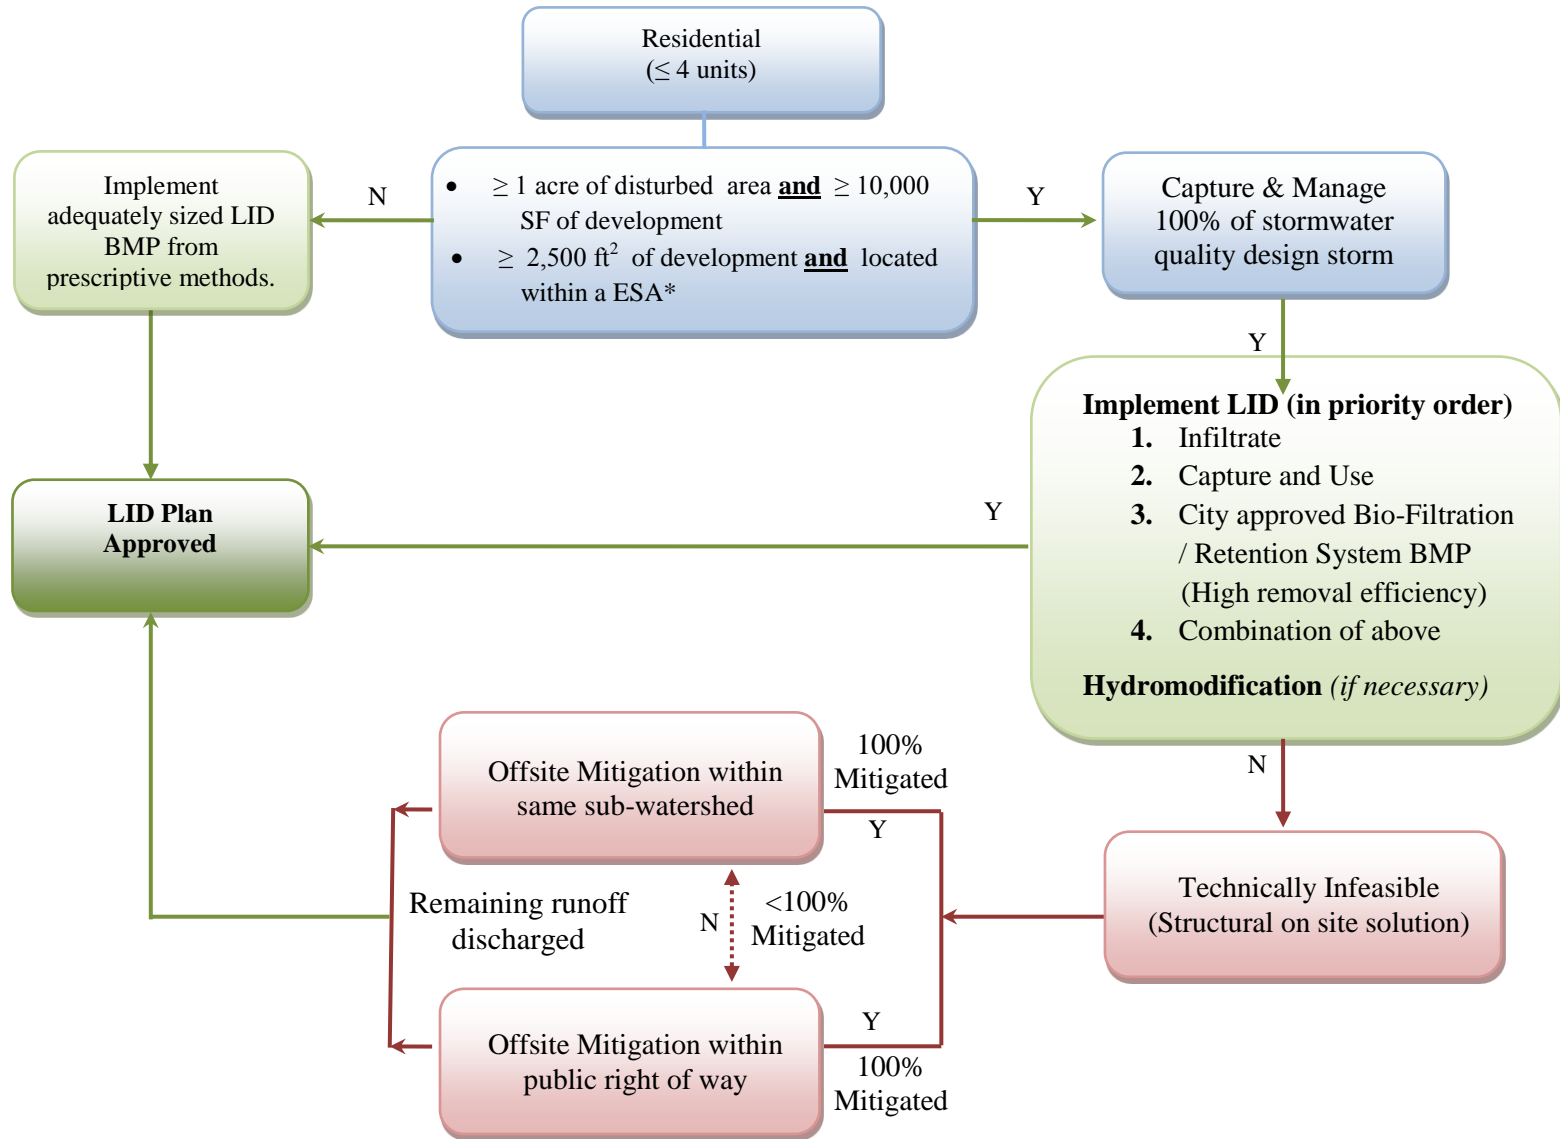 Residential
(≤ 4 units)
Implement
adequately sized LID
BMP from
prescriptive methods.
N
• ≥ 1 acre of disturbed area and ≥ 10,000
SF of development
• ≥ 2,500 ft² of development and located
within a ESA*
Y
Capture & Manage
100% of stormwater
quality design storm
Y
Implement LID (in priority order)
1. Infiltrate
2. Capture and Use
3. City approved Bio-Filtration
/ Retention System BMP
(High removal efficiency)
4. Combination of above
Hydromodification (if necessary)
Y
LID Plan
Approved
N
Technically Infeasible
(Structural on site solution)
Offsite Mitigation within
same sub-watershed
100%
Mitigated
Y
Remaining runoff
discharged
N
<100%
Mitigated
Offsite Mitigation within
public right of way
Y
100%
Mitigated